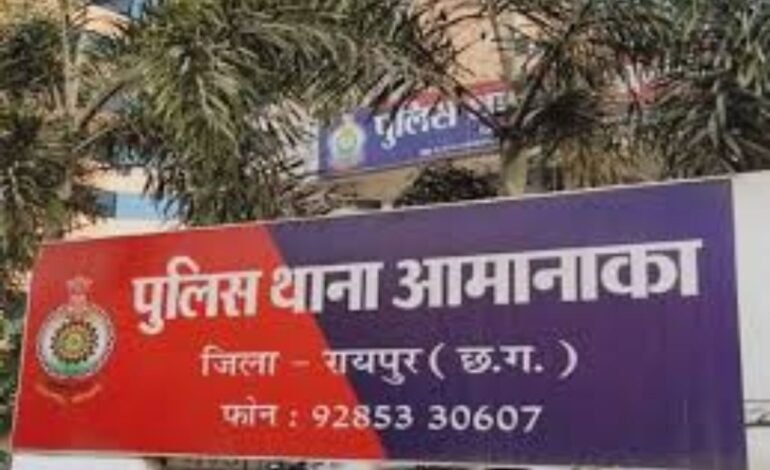 पुलिस
पुलिस थाना आमानाका
जिला - रायपुर ( छ.ग. )
फोन : 92853 30607